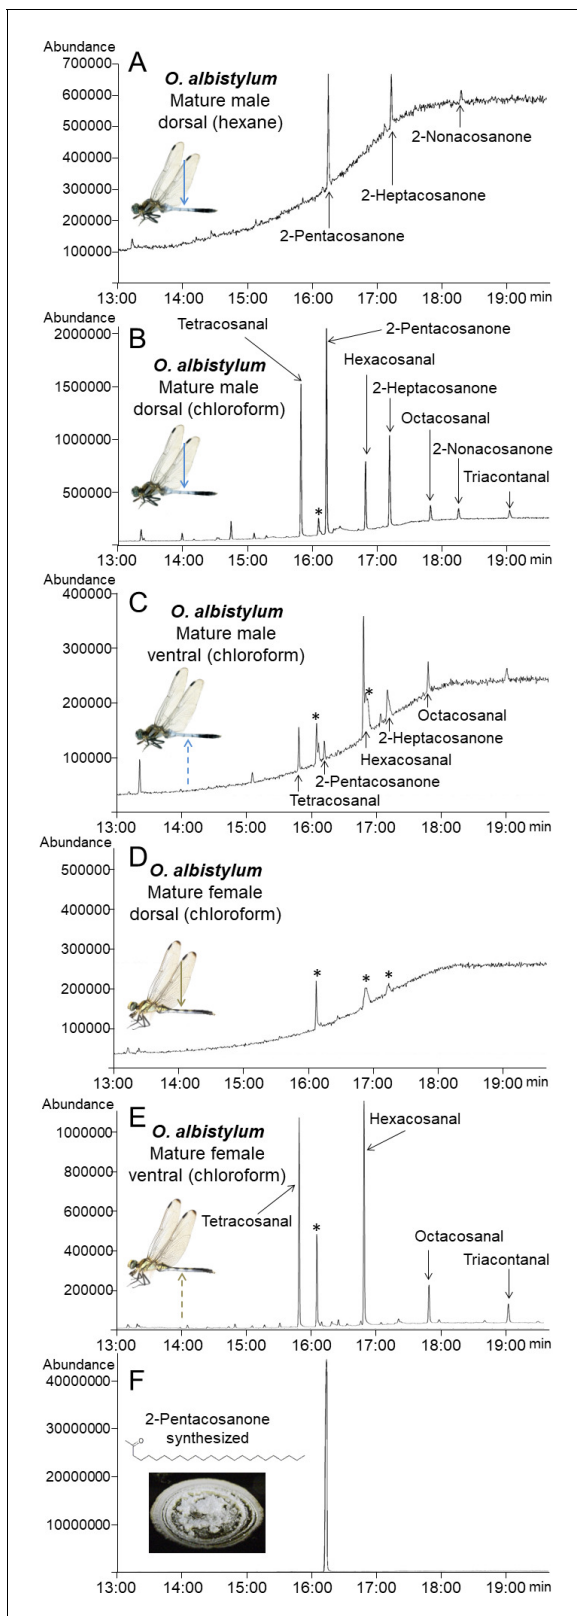 Abundance
A
700000
600000
500000
400000
300000
200000
100000
O. albistylum
Mature male
dorsal (hexane)
2-Nonacosanone
2-Heptacosanone
2-Pentacosanone
13:00 14:00 15:00 16:00 17:00 18:00 19:00 min
Abundance
B
2000000
1500000
1000000
500000
O. albistylum
Mature male
dorsal (chloroform)
Tetracosanal
2-Pentacosanone
Hexacosanal
2-Heptacosanone
Octacosanal
2-Nonacosanone
Triacontanal
*
13:00 14:00 15:00 16:00 17:00 18:00 19:00 min
Abundance
C
400000
300000
200000
100000
O. albistylum
Mature male
ventral (chloroform)
*
*
Octacosanal
2-Heptacosanone
Hexacosanal
2-Pentacosanone
Tetracosanal
13:00 14:00 15:00 16:00 17:00 18:00 19:00 min
Abundance
D
500000
400000
300000
200000
100000
O. albistylum
Mature female
dorsal (chloroform)
* * *
13:00 14:00 15:00 16:00 17:00 18:00 19:00 min
Abundance
E
1000000
800000
600000
400000
200000
O. albistylum
Mature female
ventral (chloroform)
Hexacosanal
Tetracosanal
*
Octacosanal
Triacontanal
13:00 14:00 15:00 16:00 17:00 18:00 19:00 min
Abundance
F
40000000
30000000
20000000
10000000
2-Pentacosanone
synthesized
O
13:00 14:00 15:00 16:00 17:00 18:00 19:00 min